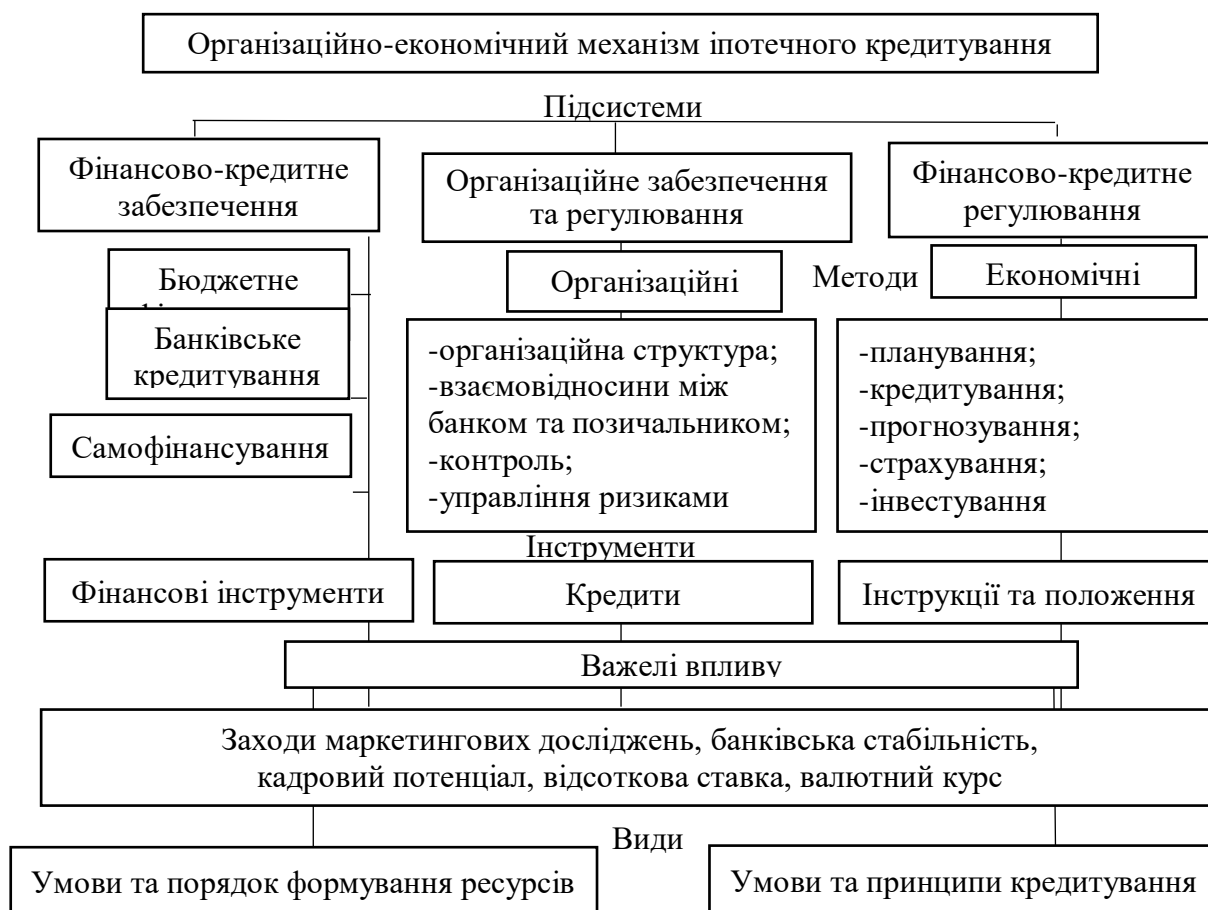 Організаційно-економічний механізм іпотечного кредитування
Підсистеми
Фінансово-кредитне
забезпечення
Організаційне забезпечення
та регулювання
Фінансово-кредитне
регулювання
Бюджетне
Банківське
кредитування
Самофінансування
Організаційні
Методи
Економічні
-організаційна структура;
-взаємовідносини між
банком та позичальником;
-контроль;
-управління ризиками
-планування;
-кредитування;
-прогнозування;
-страхування;
-інвестування
Інструменти
Фінансові інструменти
Кредити
Інструкції та положення
Важелі впливу
Заходи маркетингових досліджень, банківська стабільність,
кадровий потенціал, відсоткова ставка, валютний курс
Види
Умови та порядок формування ресурсів
Умови та принципи кредитування